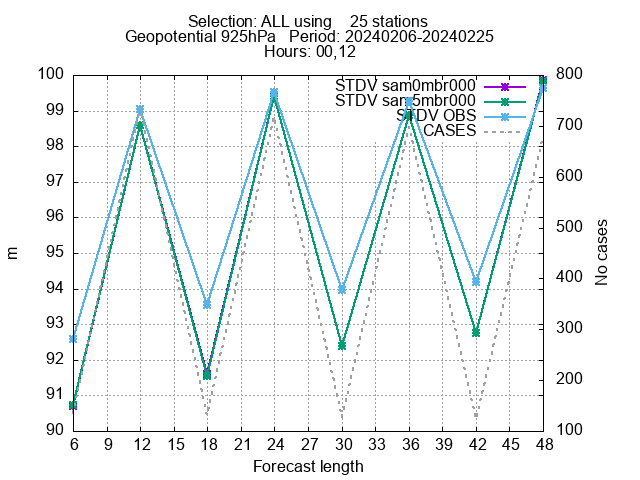 Selection: ALL using 25 stations
Geopotential 925hPa Period: 20240206-20240225
Hours: 00,12
STDV sam0mbr000
STDV sam5mbr000
STDV OBS
CASES
100
99
98
97
96
95
94
93
92
91
90
800
700
600
500
400
300
200
100
m
No cases
6 9 12 15 18 21 24 27 30 33 36 39 42 45 48
Forecast length